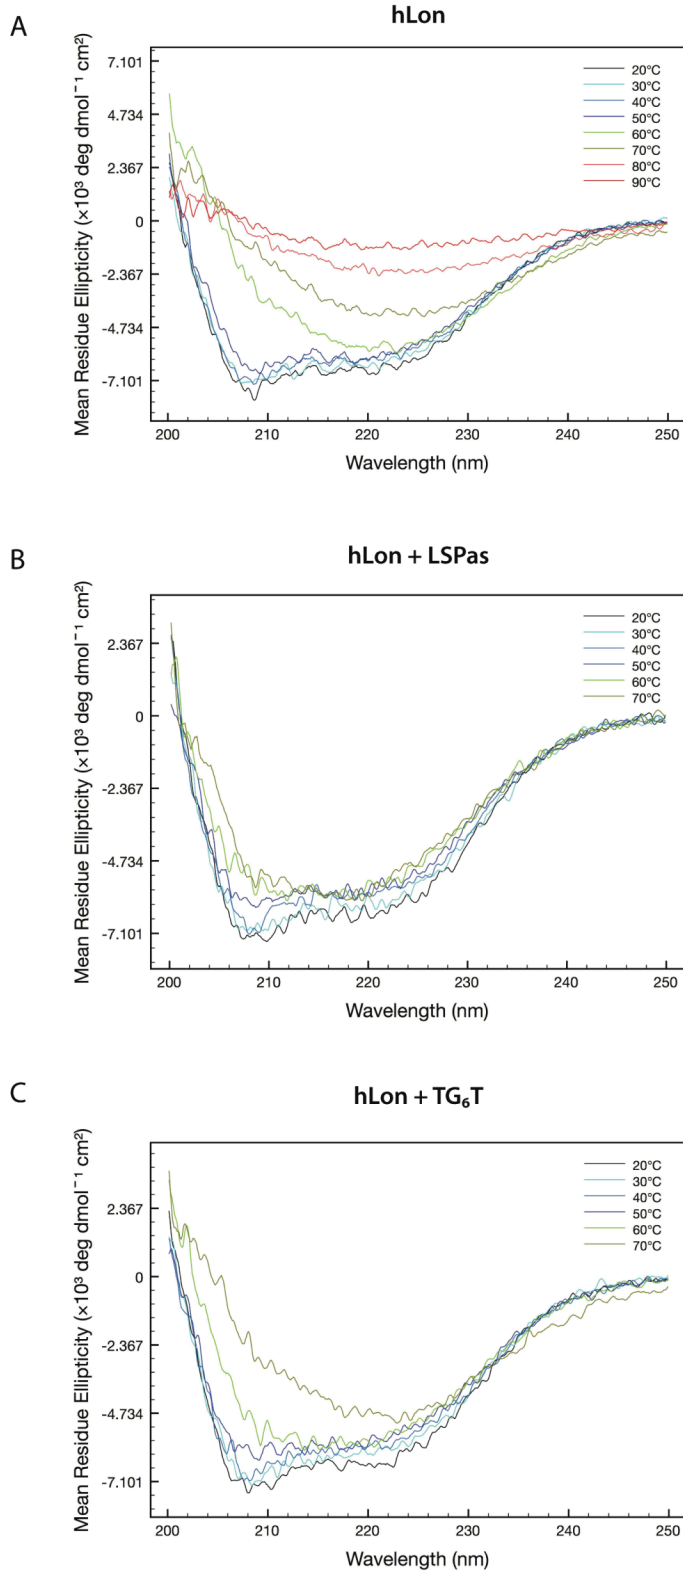 A
hLon
Mean Residue Ellipticity (×10³ deg dmol⁻¹ cm²)
7.101
4.734
2.367
0
-2.367
-4.734
-7.101
20°C
30°C
40°C
50°C
60°C
70°C
80°C
90°C
200 210 220 230 240 250
Wavelength (nm)
B
hLon + LSPas
Mean Residue Ellipticity (×10³ deg dmol⁻¹ cm²)
2.367
0
-2.367
-4.734
-7.101
20°C
30°C
40°C
50°C
60°C
70°C
200 210 220 230 240 250
Wavelength (nm)
C
hLon + TG₆T
Mean Residue Ellipticity (×10³ deg dmol⁻¹ cm²)
2.367
0
-2.367
-4.734
-7.101
20°C
30°C
40°C
50°C
60°C
70°C
200 210 220 230 240 250
Wavelength (nm)